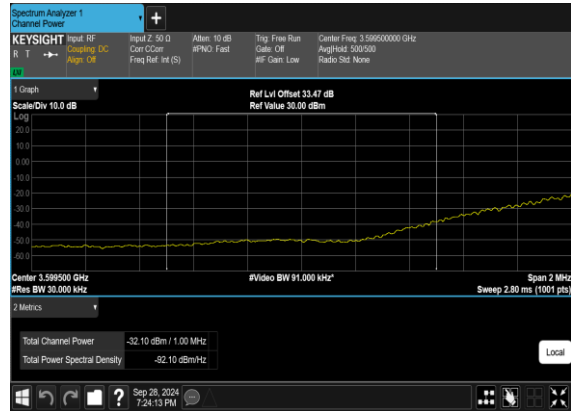 Spectrum Analyzer 1
Channel Power
+
KEYSIGHT Input: RF Input Z: 50 Ω Atten: 10 dB Trig: Free Run Center Freq: 3.599500000 GHz
R T Coupling: DC Corr CCorr #PNO: Fast Gate: Off Avg|Hold: 500/500
Align: Off Freq Ref: Int (S) #IF Gain: Low Radio Std: None
1 Graph
Ref Lvl Offset 33.47 dB
Scale/Div 10.0 dB Ref Value 30.00 dBm
Log
20.0
10.0
0.00
-10.0
-20.0
-30.0
-40.0
-50.0
-60.0
Center 3.599500 GHz #Video BW 91.000 kHz* Span 2 MHz
#Res BW 30.000 kHz Sweep 2.80 ms (1001 pts)
2 Metrics
Total Channel Power -32.10 dBm / 1.00 MHz
Total Power Spectral Density -92.10 dBm/Hz
Local
? Sep 28, 2024
7:24:13 PM